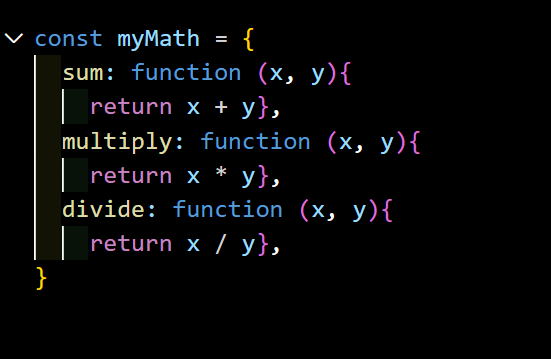 const myMath = {
sum: function (x, y){
return x + y},
multiply: function (x, y){
return x * y},
divide: function (x, y){
return x / y},
}